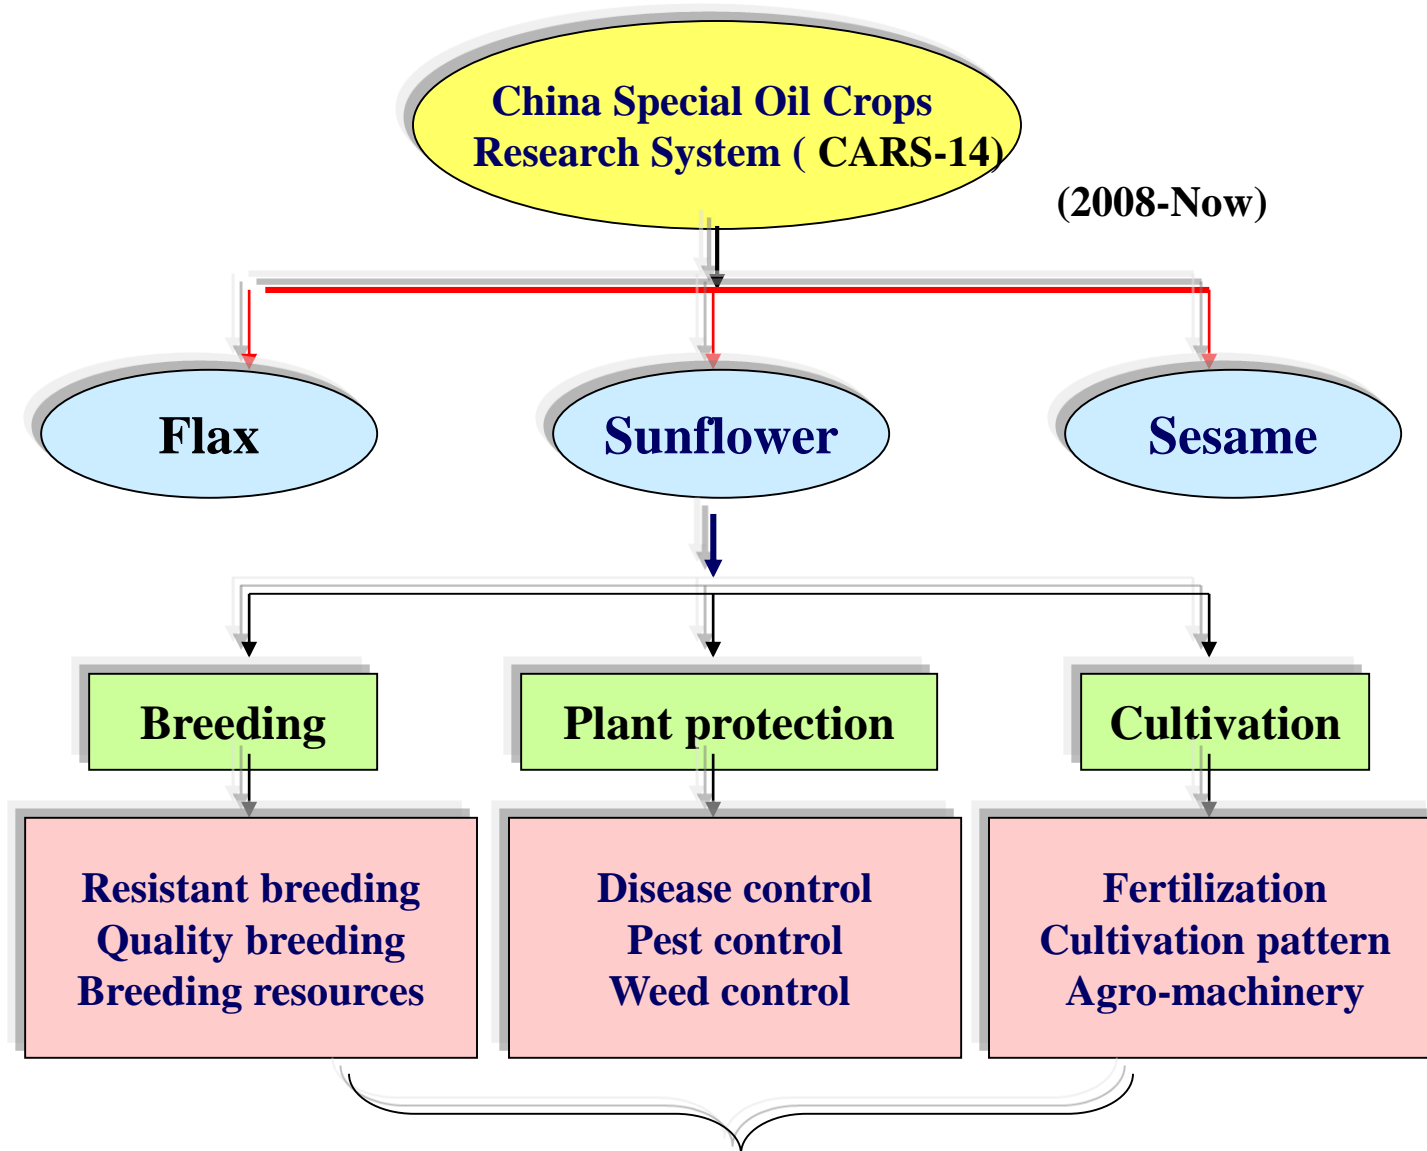 China Special Oil Crops
Research System ( CARS-14)
(2008-Now)
Flax
Sunflower
Sesame
Breeding
Plant protection
Cultivation
Resistant breeding
Quality breeding
Breeding resources
Disease control
Pest control
Weed control
Fertilization
Cultivation pattern
Agro-machinery